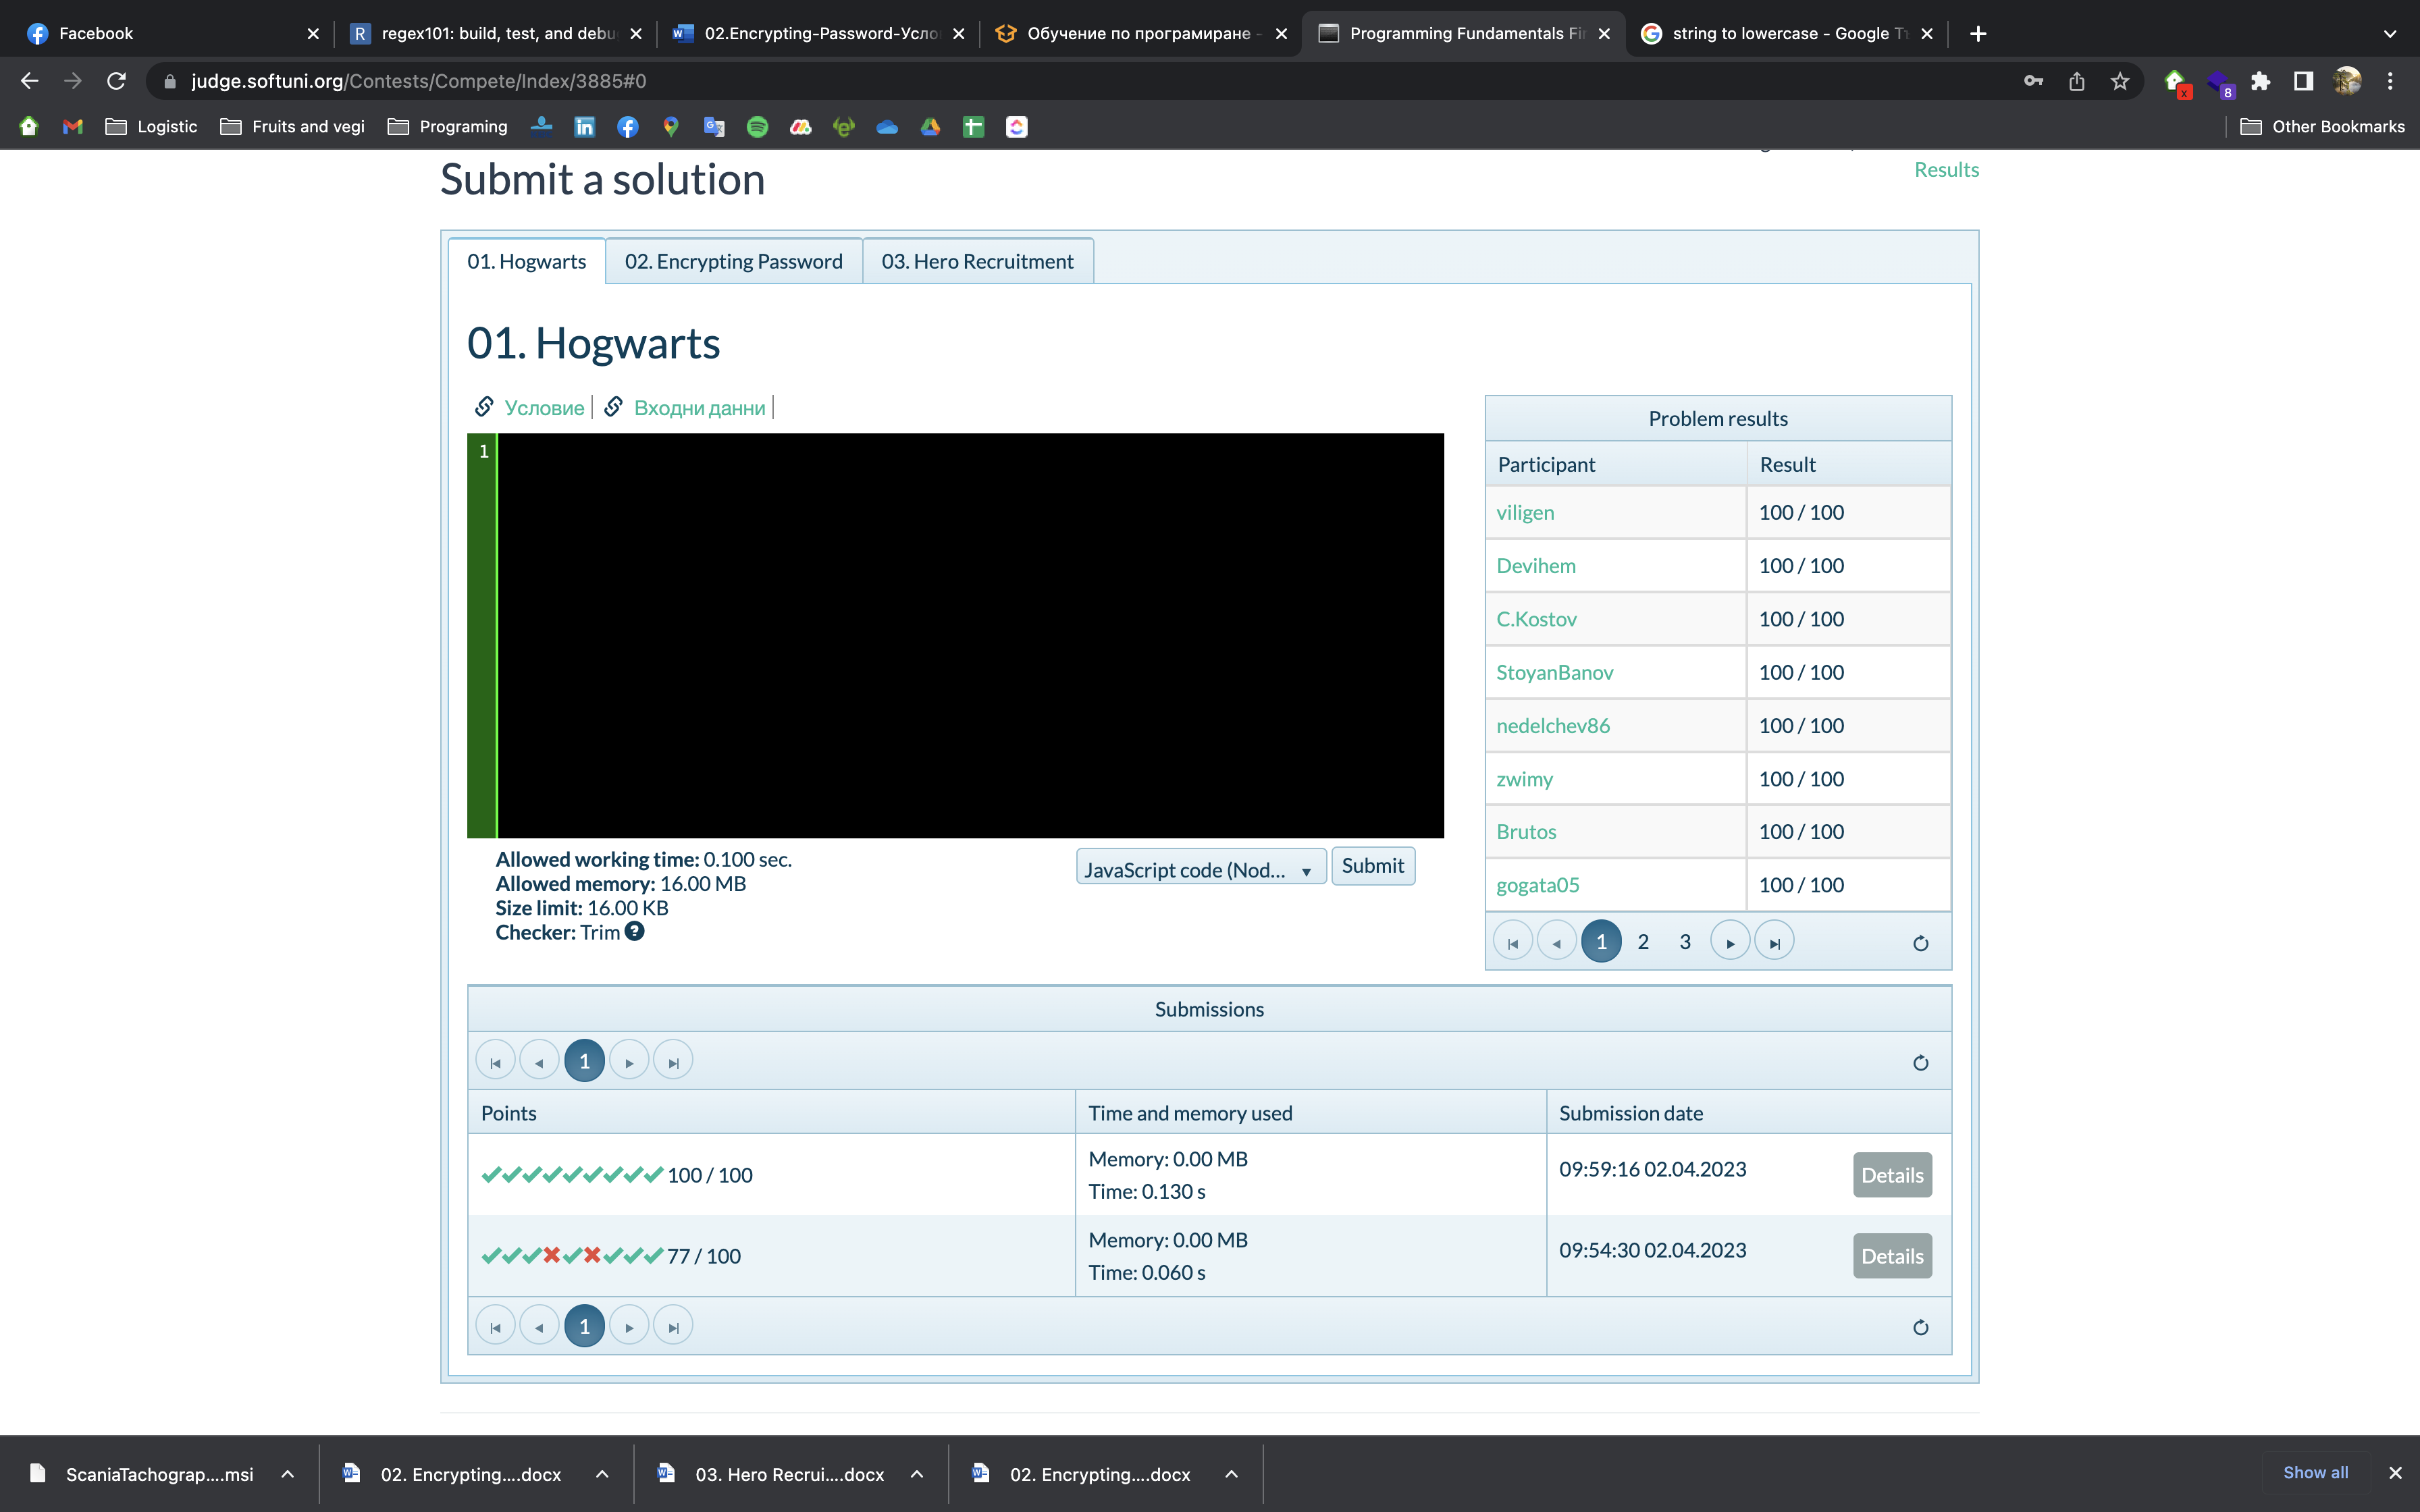 Facebook
regex101: build, test, and debu
02.Encrypting-Password-Усло
Обучение по програмиране -
Programming Fundamentals Fin
string to lowercase - Google Т
judge.softuni.org/Contests/Compete/Index/3885#0
x
8
Logistic
Fruits and vegi
Programing
Other Bookmarks
Submit a solution
Results
01. Hogwarts
02. Encrypting Password
03. Hero Recruitment
01. Hogwarts
Условие
Входни данни
1
Allowed working time: 0.100 sec.
Allowed memory: 16.00 MB
Size limit: 16.00 KB
Checker: Trim ?
JavaScript code (Nod...
Submit
Problem results
Participant Result
viligen 100 / 100
Devihem 100 / 100
C.Kostov 100 / 100
StoyanBanov 100 / 100
nedelchev86 100 / 100
zwimy 100 / 100
Brutos 100 / 100
gogata05 100 / 100
1 2 3
Submissions
1
Points Time and memory used Submission date
100 / 100
Memory: 0.00 MB
Time: 0.130 s
09:59:16 02.04.2023
Details
77 / 100
Memory: 0.00 MB
Time: 0.060 s
09:54:30 02.04.2023
Details
1
ScaniaTachograp....msi
02. Encrypting....docx
03. Hero Recrui....docx
02. Encrypting....docx
Show all